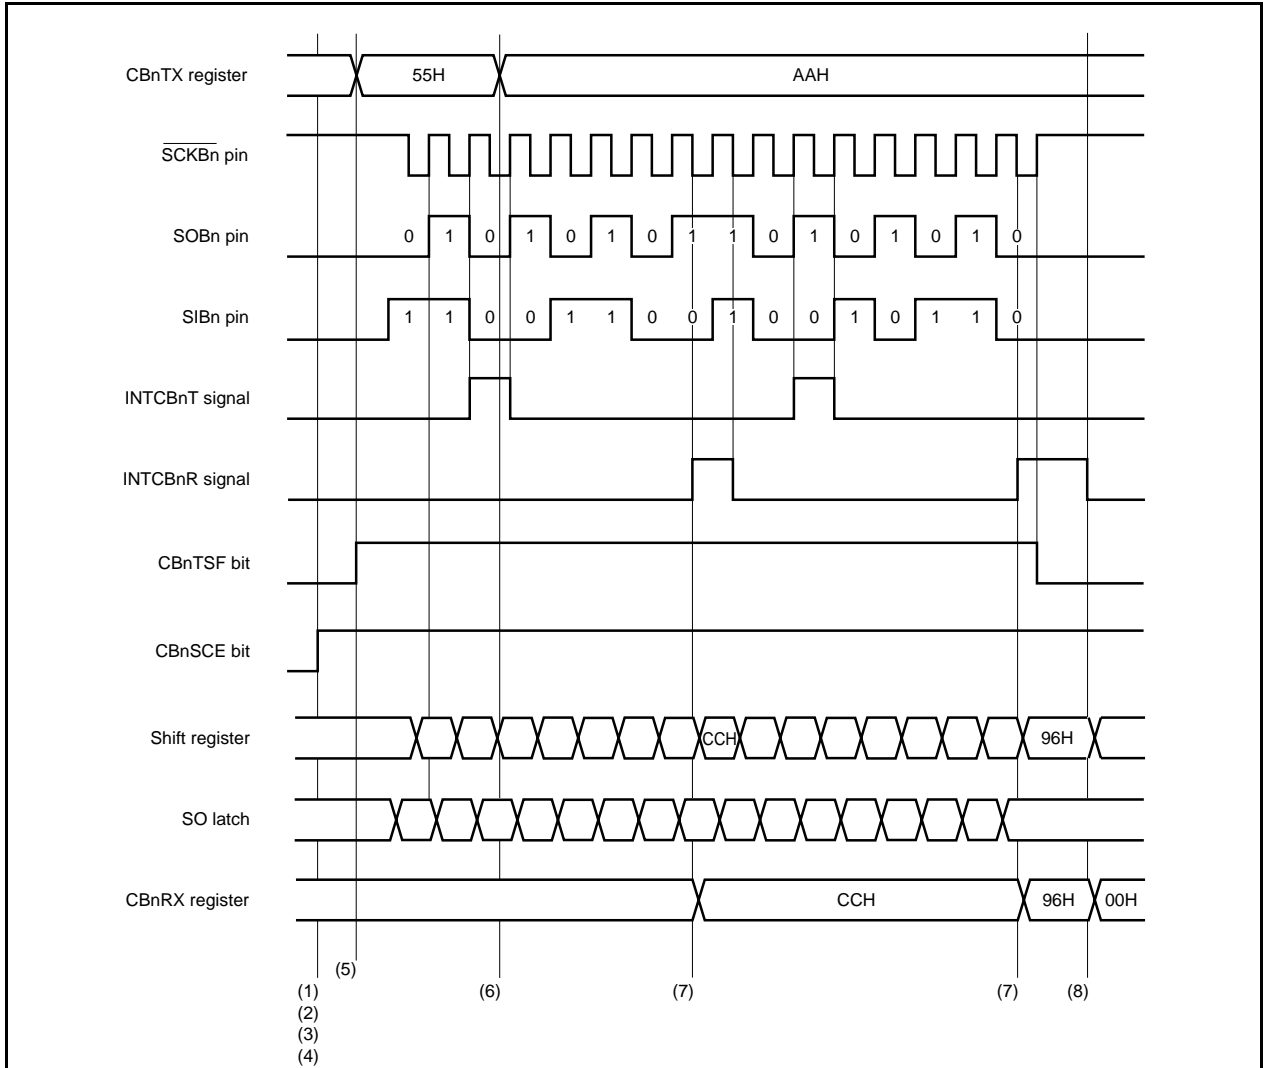 CBnTX register 55H AAH
SCKBn pin
SOBn pin 0 1 0 1 0 1 0 1 1 0 1 0 1 0 1 0
SIBn pin 1 1 0 0 1 1 0 0 1 0 0 1 0 1 1 0
INTCBnT signal
INTCBnR signal
CBnTSF bit
CBnSCE bit
Shift register CCH 96H
SO latch
CBnRX register CCH 96H 00H
(5)
(1) (6) (7) (7) (8)
(2)
(3)
(4)